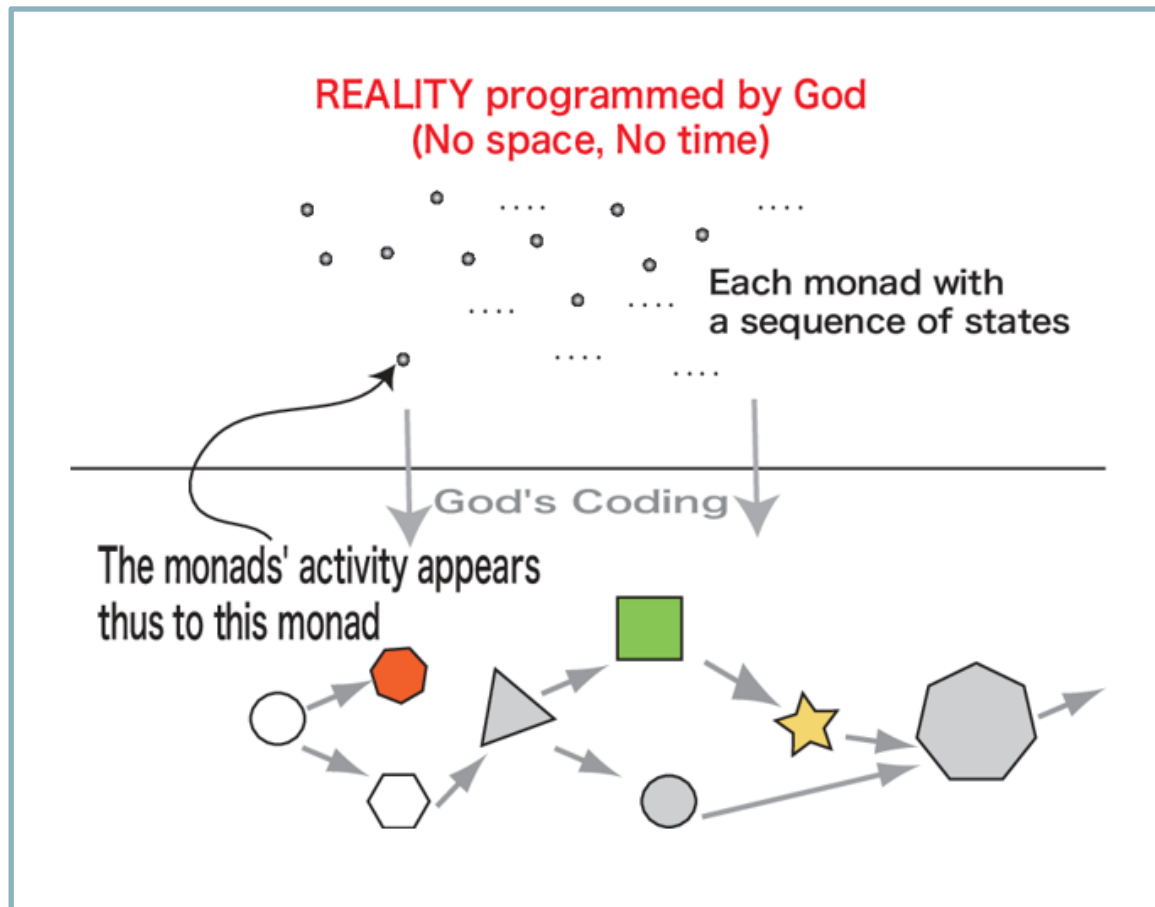 REALITY programmed by God
(No space, No time)
. . . .
. . . .
Each monad with
a sequence of states
. . . .
. . . .
. . . .
. . . .
God's Coding
The monads' activity appears
thus to this monad